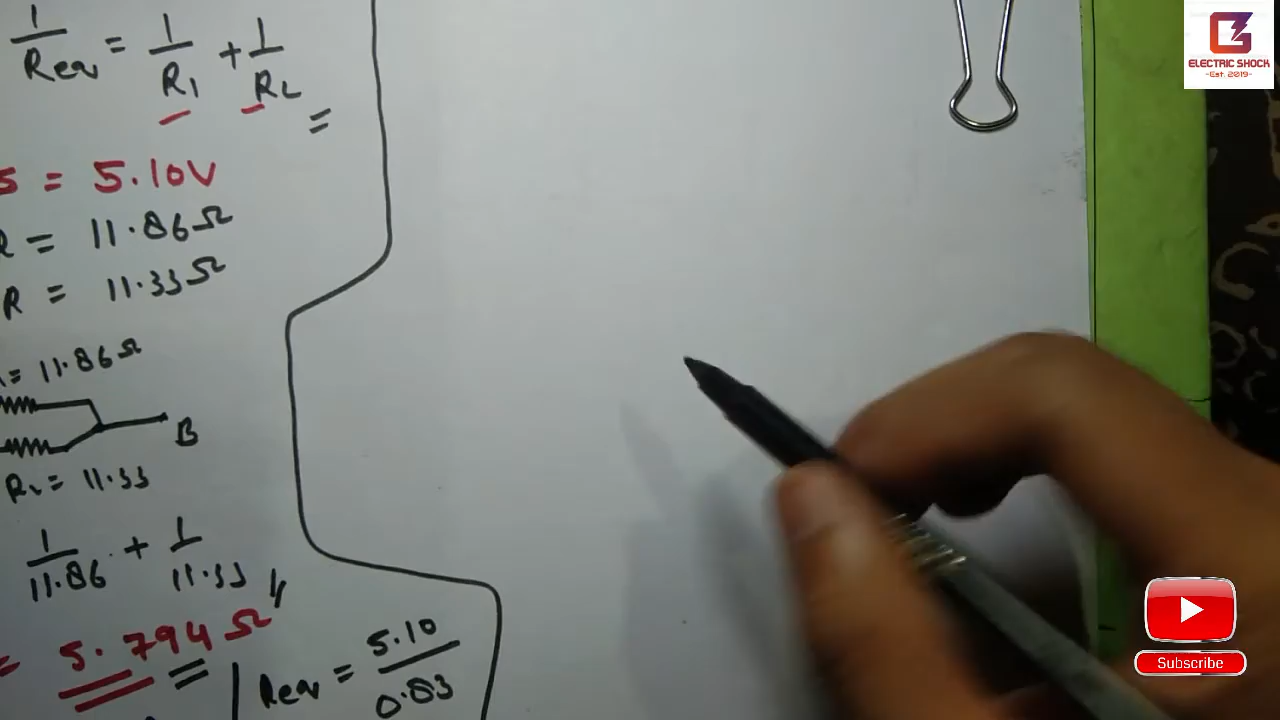 1/Req = 1/R1 + 1/R2 =
S = 5.10V
R = 11.86Ω
R = 11.33Ω
= 11.86Ω
B
R2 = 11.33
1/11.86 + 1/11.33
= 5.794Ω
Req = 5.10/0.83
ELECTRIC SHOCK
-Est. 2019-
Subscribe